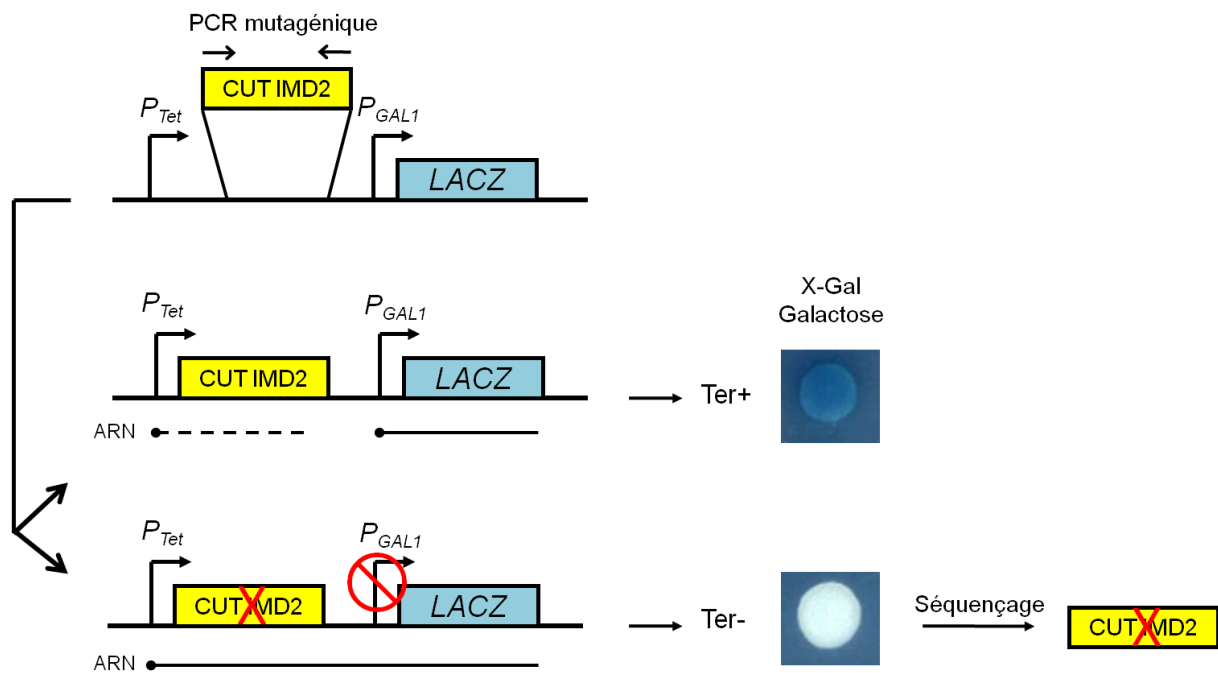 PCR mutagénique
CUT IMD2
PTet
PGAL1
LACZ
X-Gal
Galactose
PTet
PGAL1
CUT IMD2
LACZ
Ter+
ARN
PTet
PGAL1
CUT IMD2
LACZ
Ter-
Séquençage
CUT IMD2
ARN